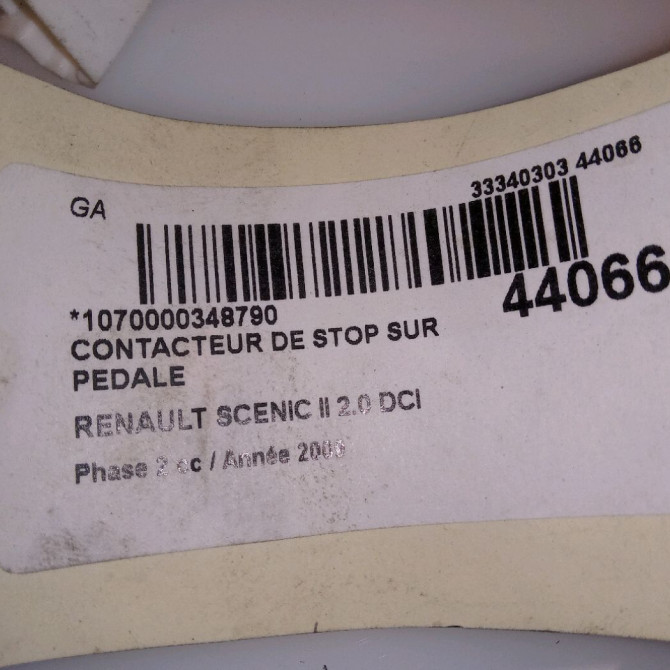 GA
33340303 44066
44066
*1070000348790
CONTACTEUR DE STOP SUR
PEDALE
RENAULT SCENIC II 2.0 DCI
Phase 2 cc / Année